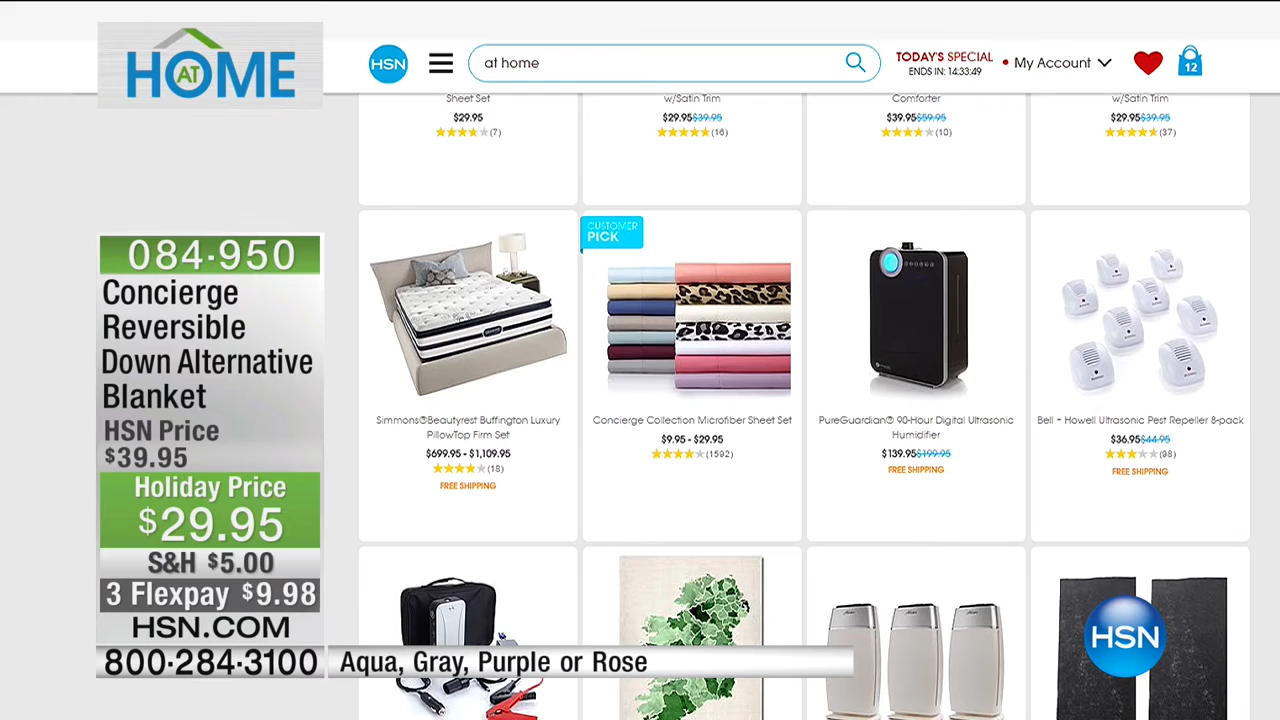 AT
HOME
HSN
at home
TODAY'S SPECIAL
ENDS IN: 14:33:49
My Account
12
Sheet Set
$29.95
(7)
w/Satin Trim
$29.95$39.95
(16)
Comforter
$39.95$59.95
(10)
w/Satin Trim
$29.95$39.95
(37)
084-950
Concierge
Reversible
Down Alternative
Blanket
HSN Price
$39.95
Holiday Price
$29.95
S&H $5.00
3 Flexpay $9.98
HSN.COM
800-284-3100
Aqua, Gray, Purple or Rose
Simmons®Beautyrest Buffington Luxury
PillowTop Firm Set
$699.95 - $1,109.95
(18)
FREE SHIPPING
CUSTOMER
PICK
Concierge Collection Microfiber Sheet Set
$9.95 - $29.95
(1592)
PureGuardian® 90-Hour Digital Ultrasonic
Humidifier
$139.95$199.95
FREE SHIPPING
Bell + Howell Ultrasonic Pest Repeller 8-pack
$36.95$44.95
(98)
FREE SHIPPING
HSN